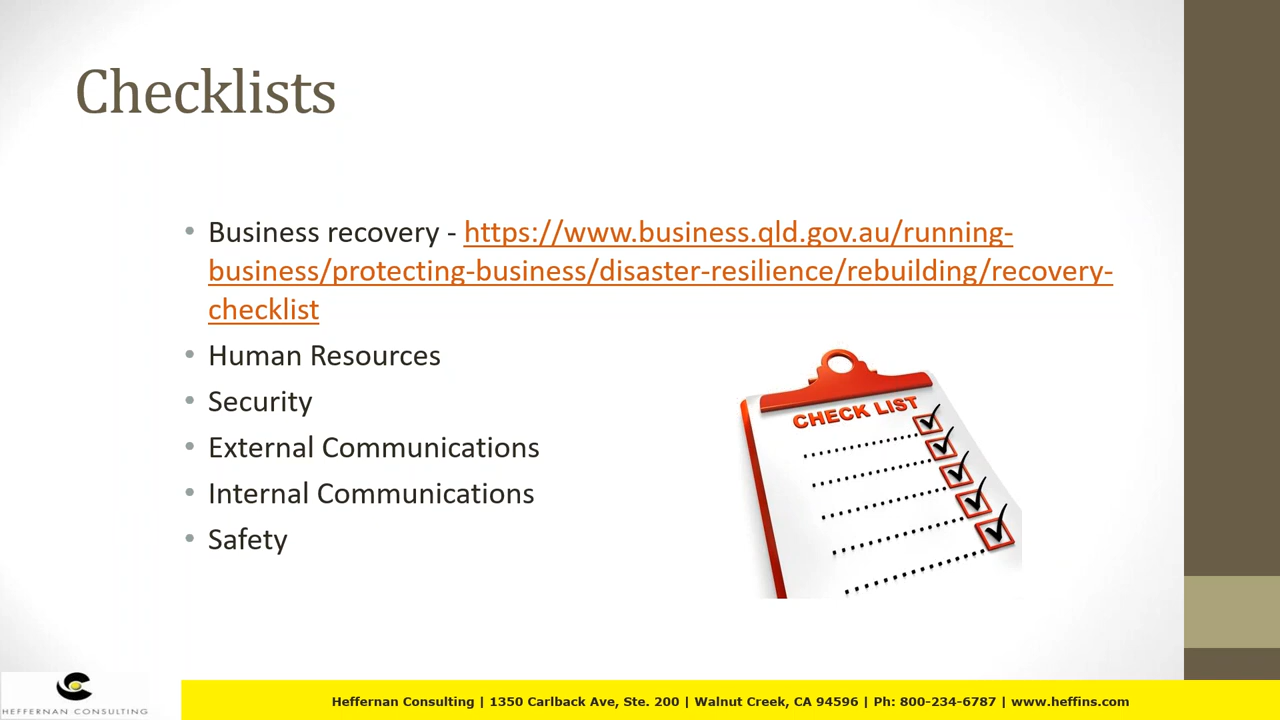 Checklists
• Business recovery - https://www.business.qld.gov.au/running-
business/protecting-business/disaster-resilience/rebuilding/recovery-
checklist
• Human Resources
• Security
• External Communications
• Internal Communications
• Safety
CHECK LIST
HEFFERNAN CONSULTING
Heffernan Consulting | 1350 Carlback Ave, Ste. 200 | Walnut Creek, CA 94596 | Ph: 800-234-6787 | www.heffins.com